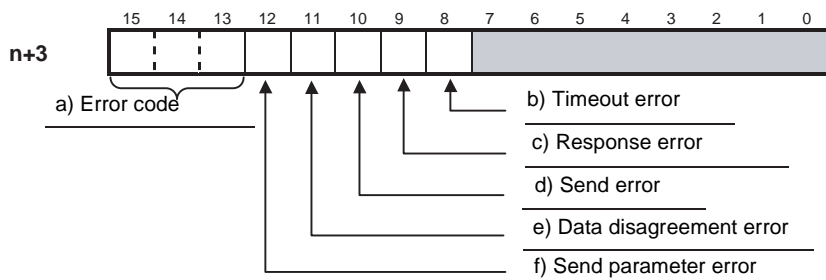 15 14 13 12 11 10 9 8 7 6 5 4 3 2 1 0
n+3
a) Error code
b) Timeout error
c) Response error
d) Send error
e) Data disagreement error
f) Send parameter error